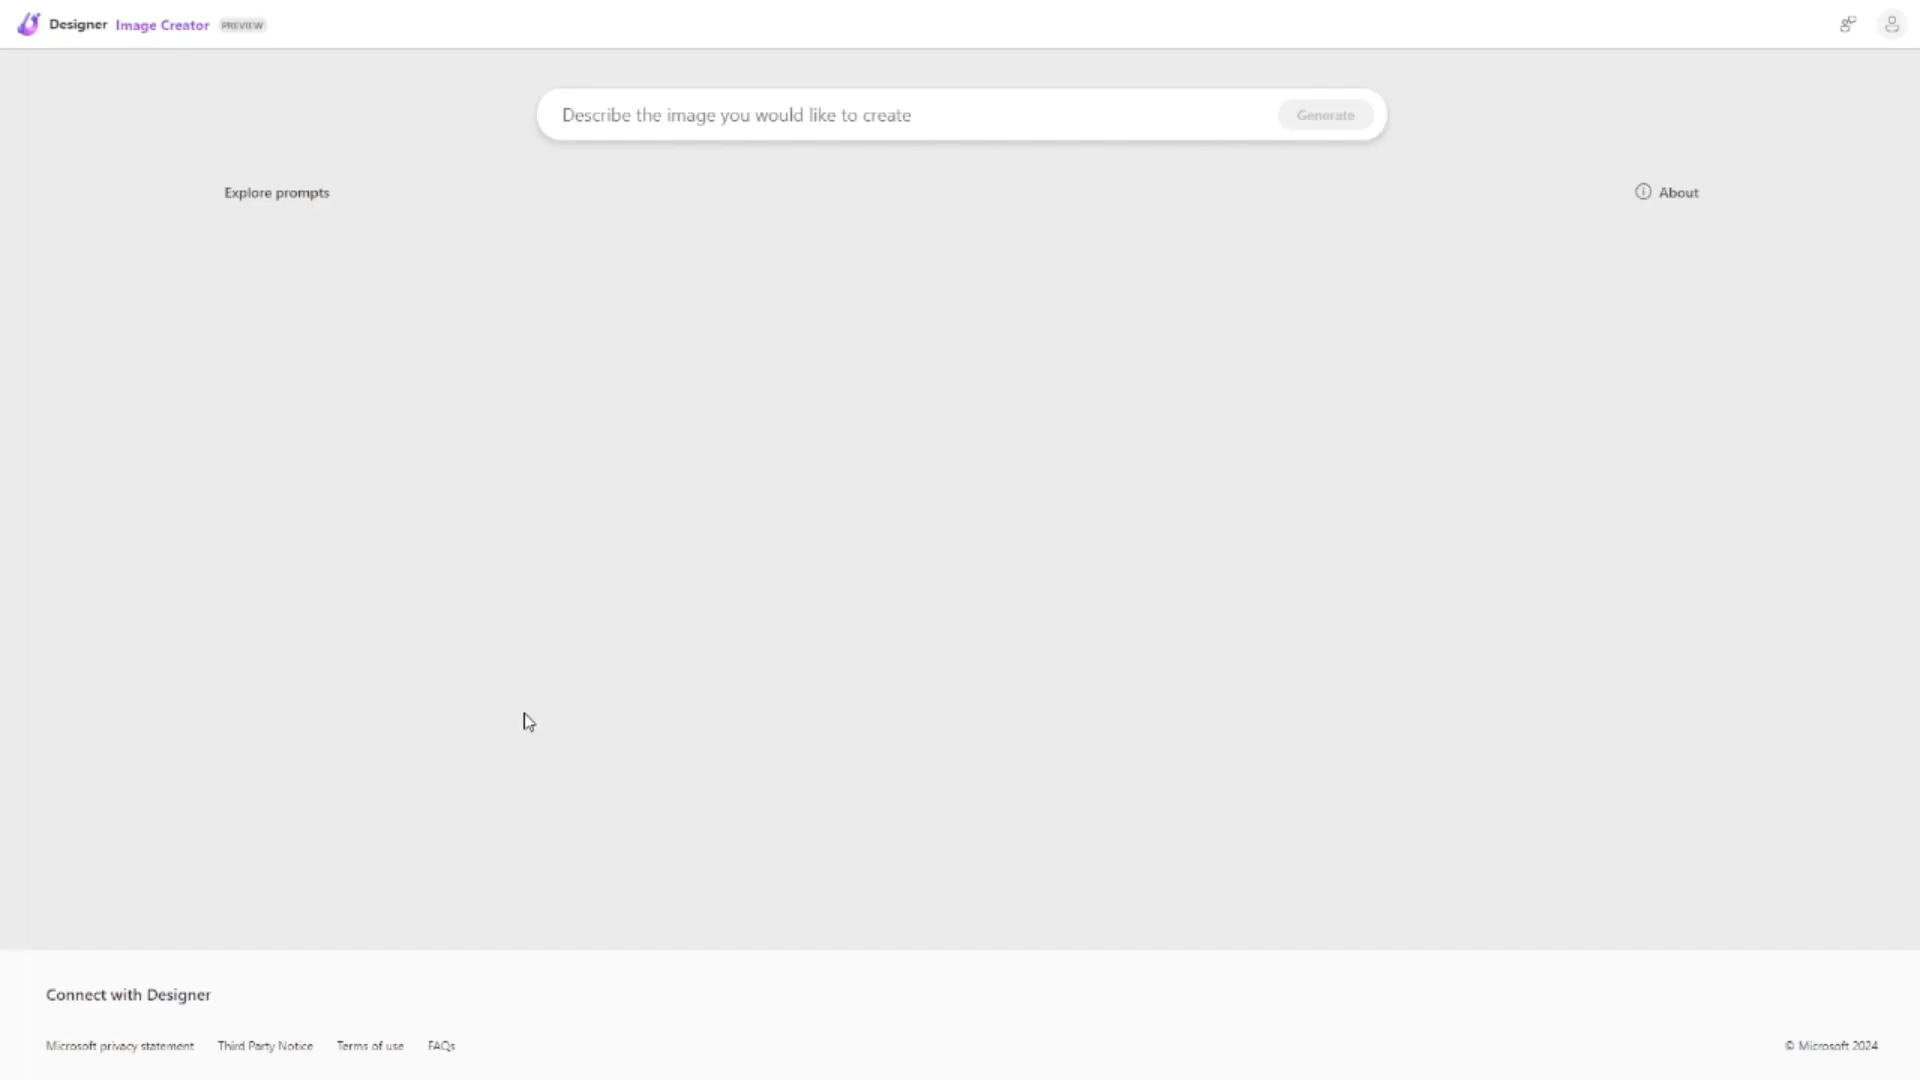 Designer Image Creator PREVIEW
Describe the image you would like to create
Generate
Explore prompts
About
Connect with Designer
Microsoft privacy statement Third Party Notice Terms of use FAQs
© Microsoft 2024